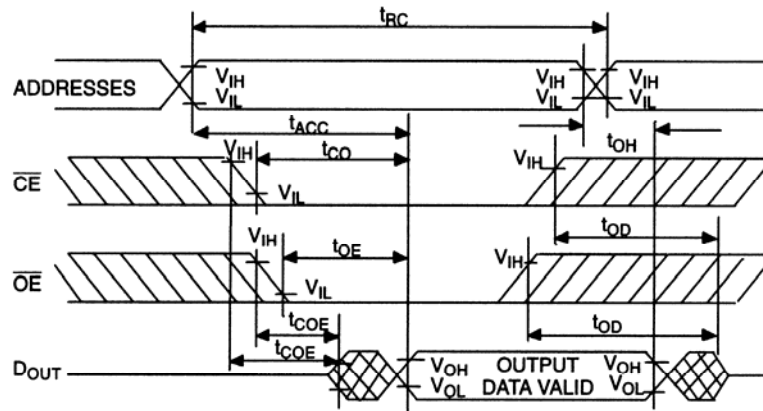 tRC
ADDRESSES
VIH VIH VIH
VIL VIL VIL
tACC
tOH
tCO
VIH VIH
CE
VIL
tOD
VIH
tOE
VIH
OE
VIL
tCOE
tOD
tCOE
DOUT
VOH OUTPUT VOH
VOL DATA VALID VOL